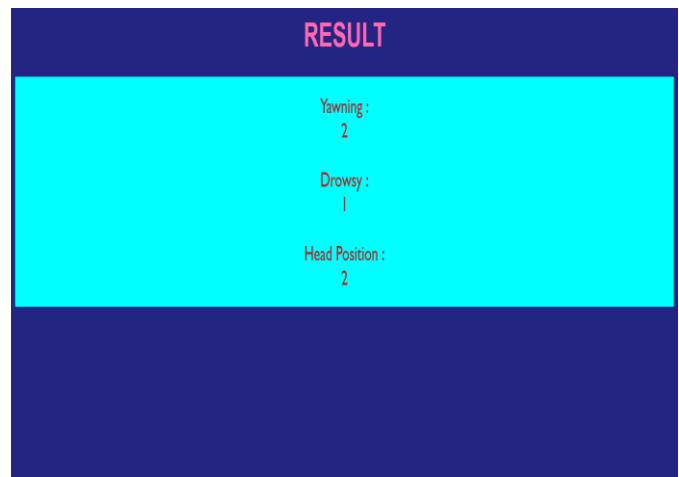 RESULT
Yawning :
2
Drowsy :
1
Head Position :
2